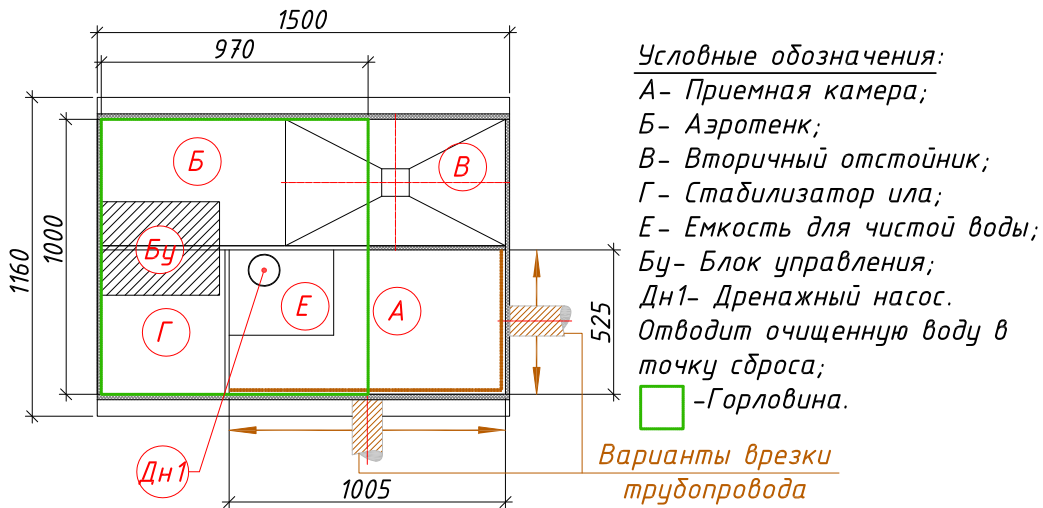 1500
970
Условные обозначения:
А- Приемная камера;
Б- Аэротенк;
В- Вторичный отстойник;
Г- Стабилизатор ила;
Е- Емкость для чистой воды;
Бу- Блок управления;
Дн1- Дренажный насос.
Отводит очищенную воду в
точку сброса;
-Горловина.
Б
В
Бу
Е
А
Г
1160
1000
525
Дн1
1005
Варианты врезки
трубопровода